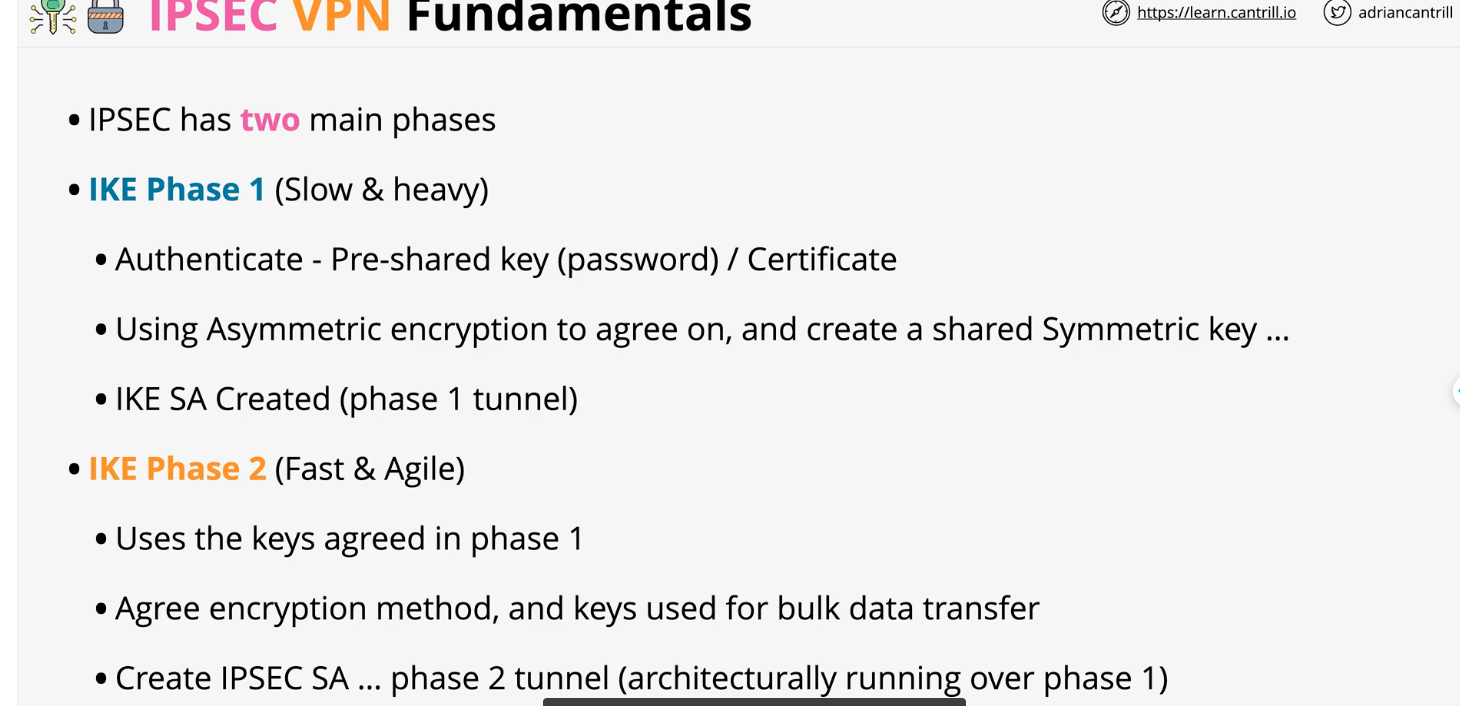 IPSEC VPN Fundamentals
https://learn.cantrill.io
adriancantrill
• IPSEC has two main phases
• IKE Phase 1 (Slow & heavy)
• Authenticate - Pre-shared key (password) / Certificate
• Using Asymmetric encryption to agree on, and create a shared Symmetric key ...
• IKE SA Created (phase 1 tunnel)
• IKE Phase 2 (Fast & Agile)
• Uses the keys agreed in phase 1
• Agree encryption method, and keys used for bulk data transfer
• Create IPSEC SA ... phase 2 tunnel (architecturally running over phase 1)